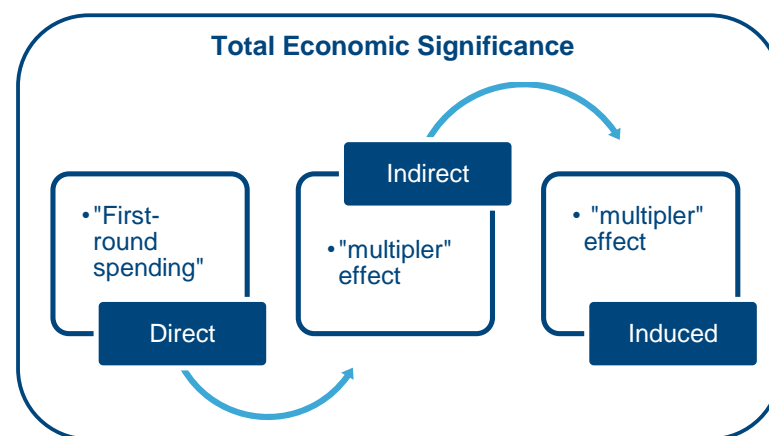 Total Economic Significance
•"First-
round
spending"
Direct
Indirect
•"multipler"
effect
• "multipler"
effect
Induced